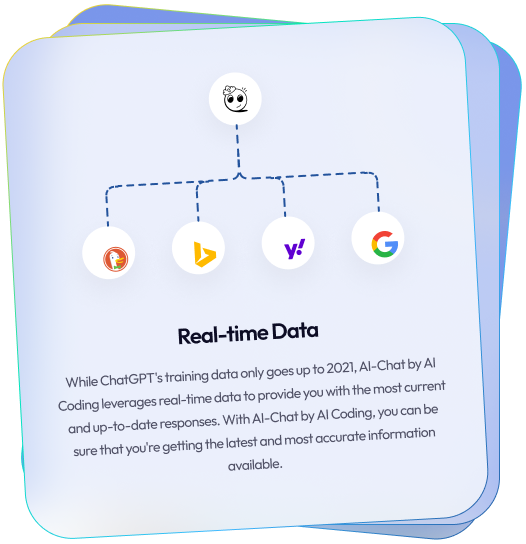 y!
Real-time Data
While ChatGPT's training data only goes up to 2021, AI-Chat by AI
Coding leverages real-time data to provide you with the most current
and up-to-date responses. With AI-Chat by AI Coding, you can be
sure that you're getting the latest and most accurate information
available.